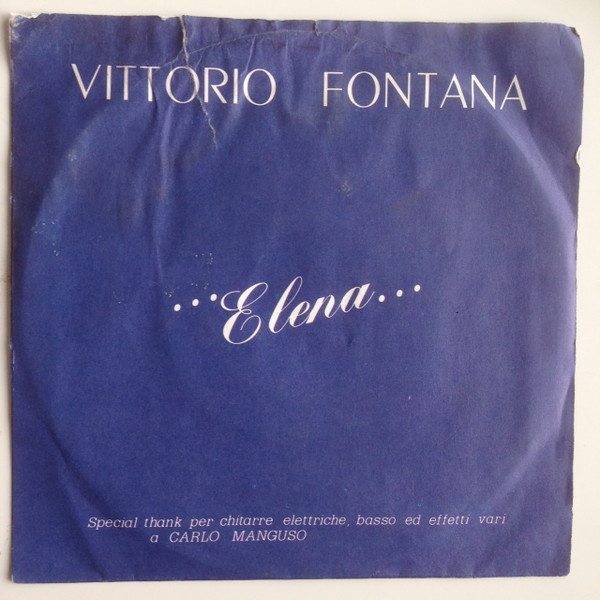 VITTORIO FONTANA
...Elena...
Special thank per chitarre elettriche, basso ed effetti vari
a CARLO MANGUSO